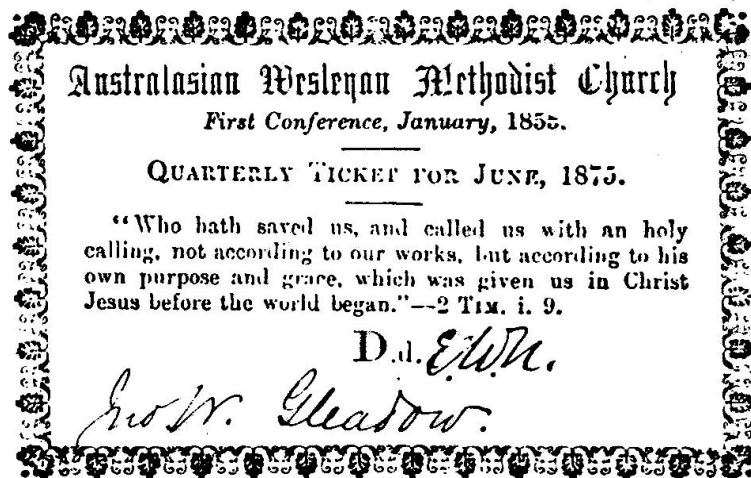 Australasian Wesleyan Methodist Church
First Conference, January, 1855.
QUARTERLY TICKET FOR JUNE, 1875.
“Who hath saved us, and called us with an holy
calling, not according to our works, but according to his
own purpose and grace, which was given us in Christ
Jesus before the world began.”—2 TIM. i. 9.
D.d. E.W.N.
Jno W. Gleadow.